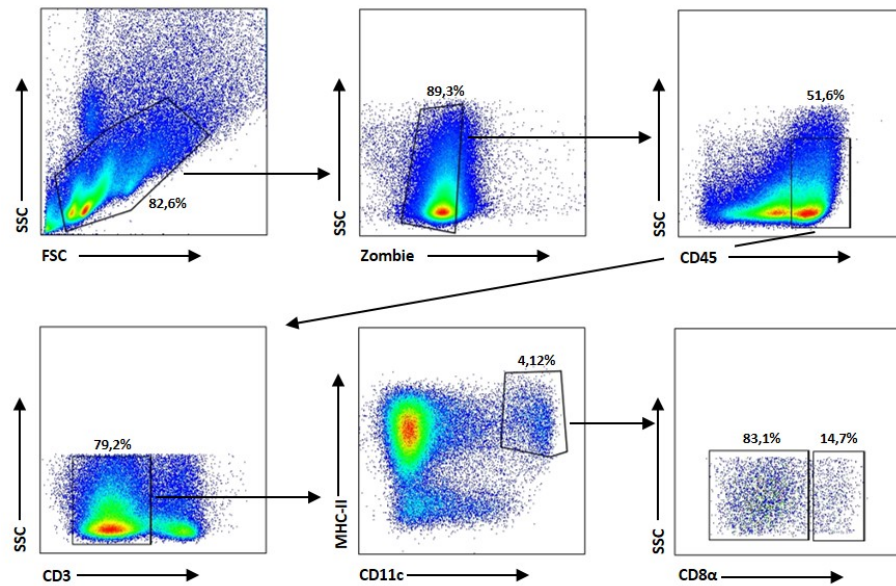 SSC
82,6%
FSC
89,3%
SSC
Zombie
51,6%
SSC
CD45
79,2%
SSC
CD3
4,12%
MHC-II
CD11c
83,1%
14,7%
SSC
CD8α